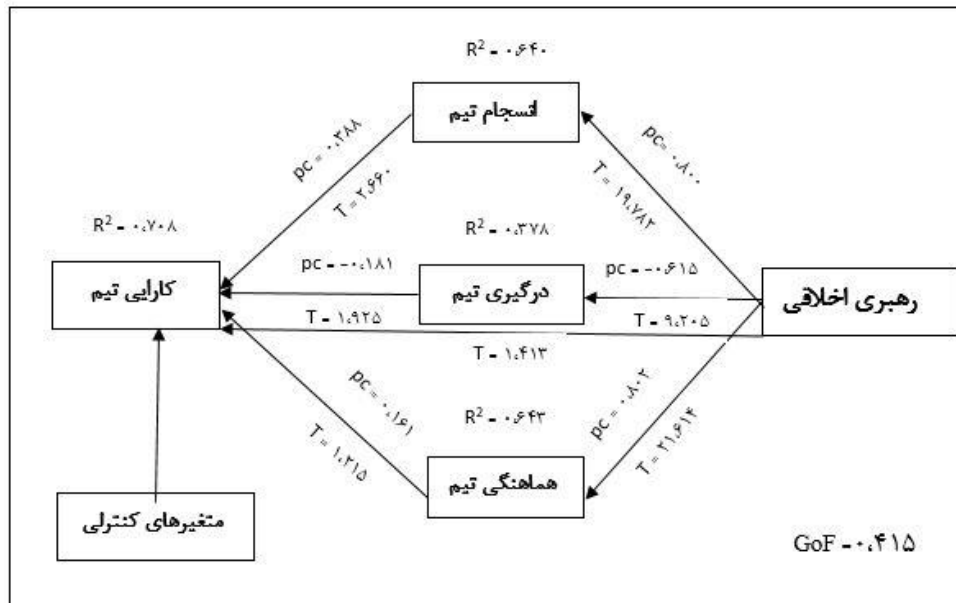 R² = ۰.۶۴۰
انسجام تیم
pc = ۰.۳۸۸
T = ۲.۶۶۰
pc= ۰.۸۰۰
T = ۱۹.۷۸۲
R² = ۰.۷۰۸
R² = ۰.۳۷۸
کارایی تیم
pc = -۰.۱۸۱
درگیری تیم
pc = -۰.۶۱۵
رهبری اخلاقی
T = ۱.۹۲۵
T = ۹.۲۰۵
T = ۱.۴۱۳
pc = ۰.۱۶۱
T = ۱.۲۱۵
R² = ۰.۶۴۳
pc = ۰.۸۰۲
T = ۲۱.۶۱۴
هماهنگی تیم
متغیرهای کنترلی
GoF = ۰.۴۱۵